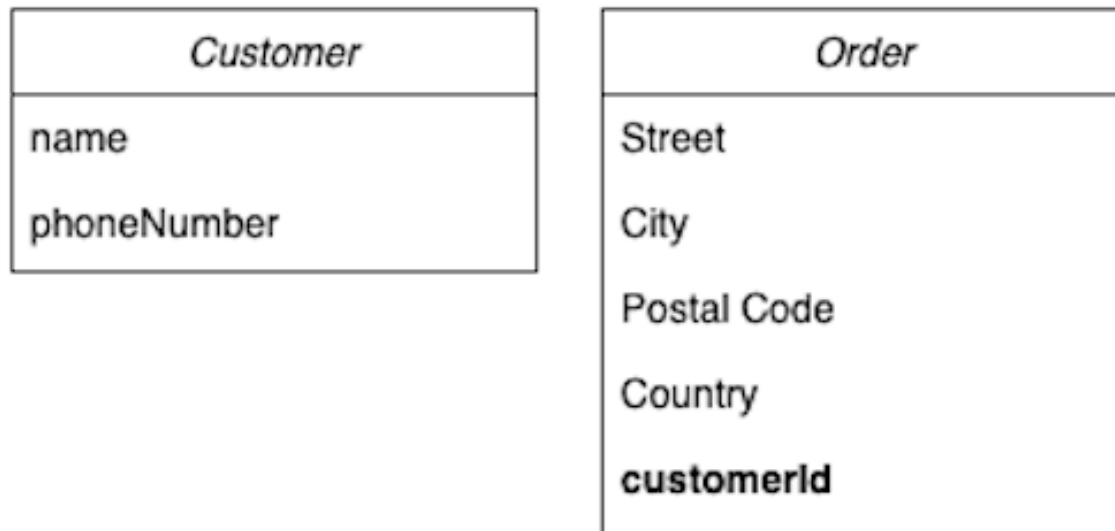 Customer
name
phoneNumber
Order
Street
City
Postal Code
Country
customerId